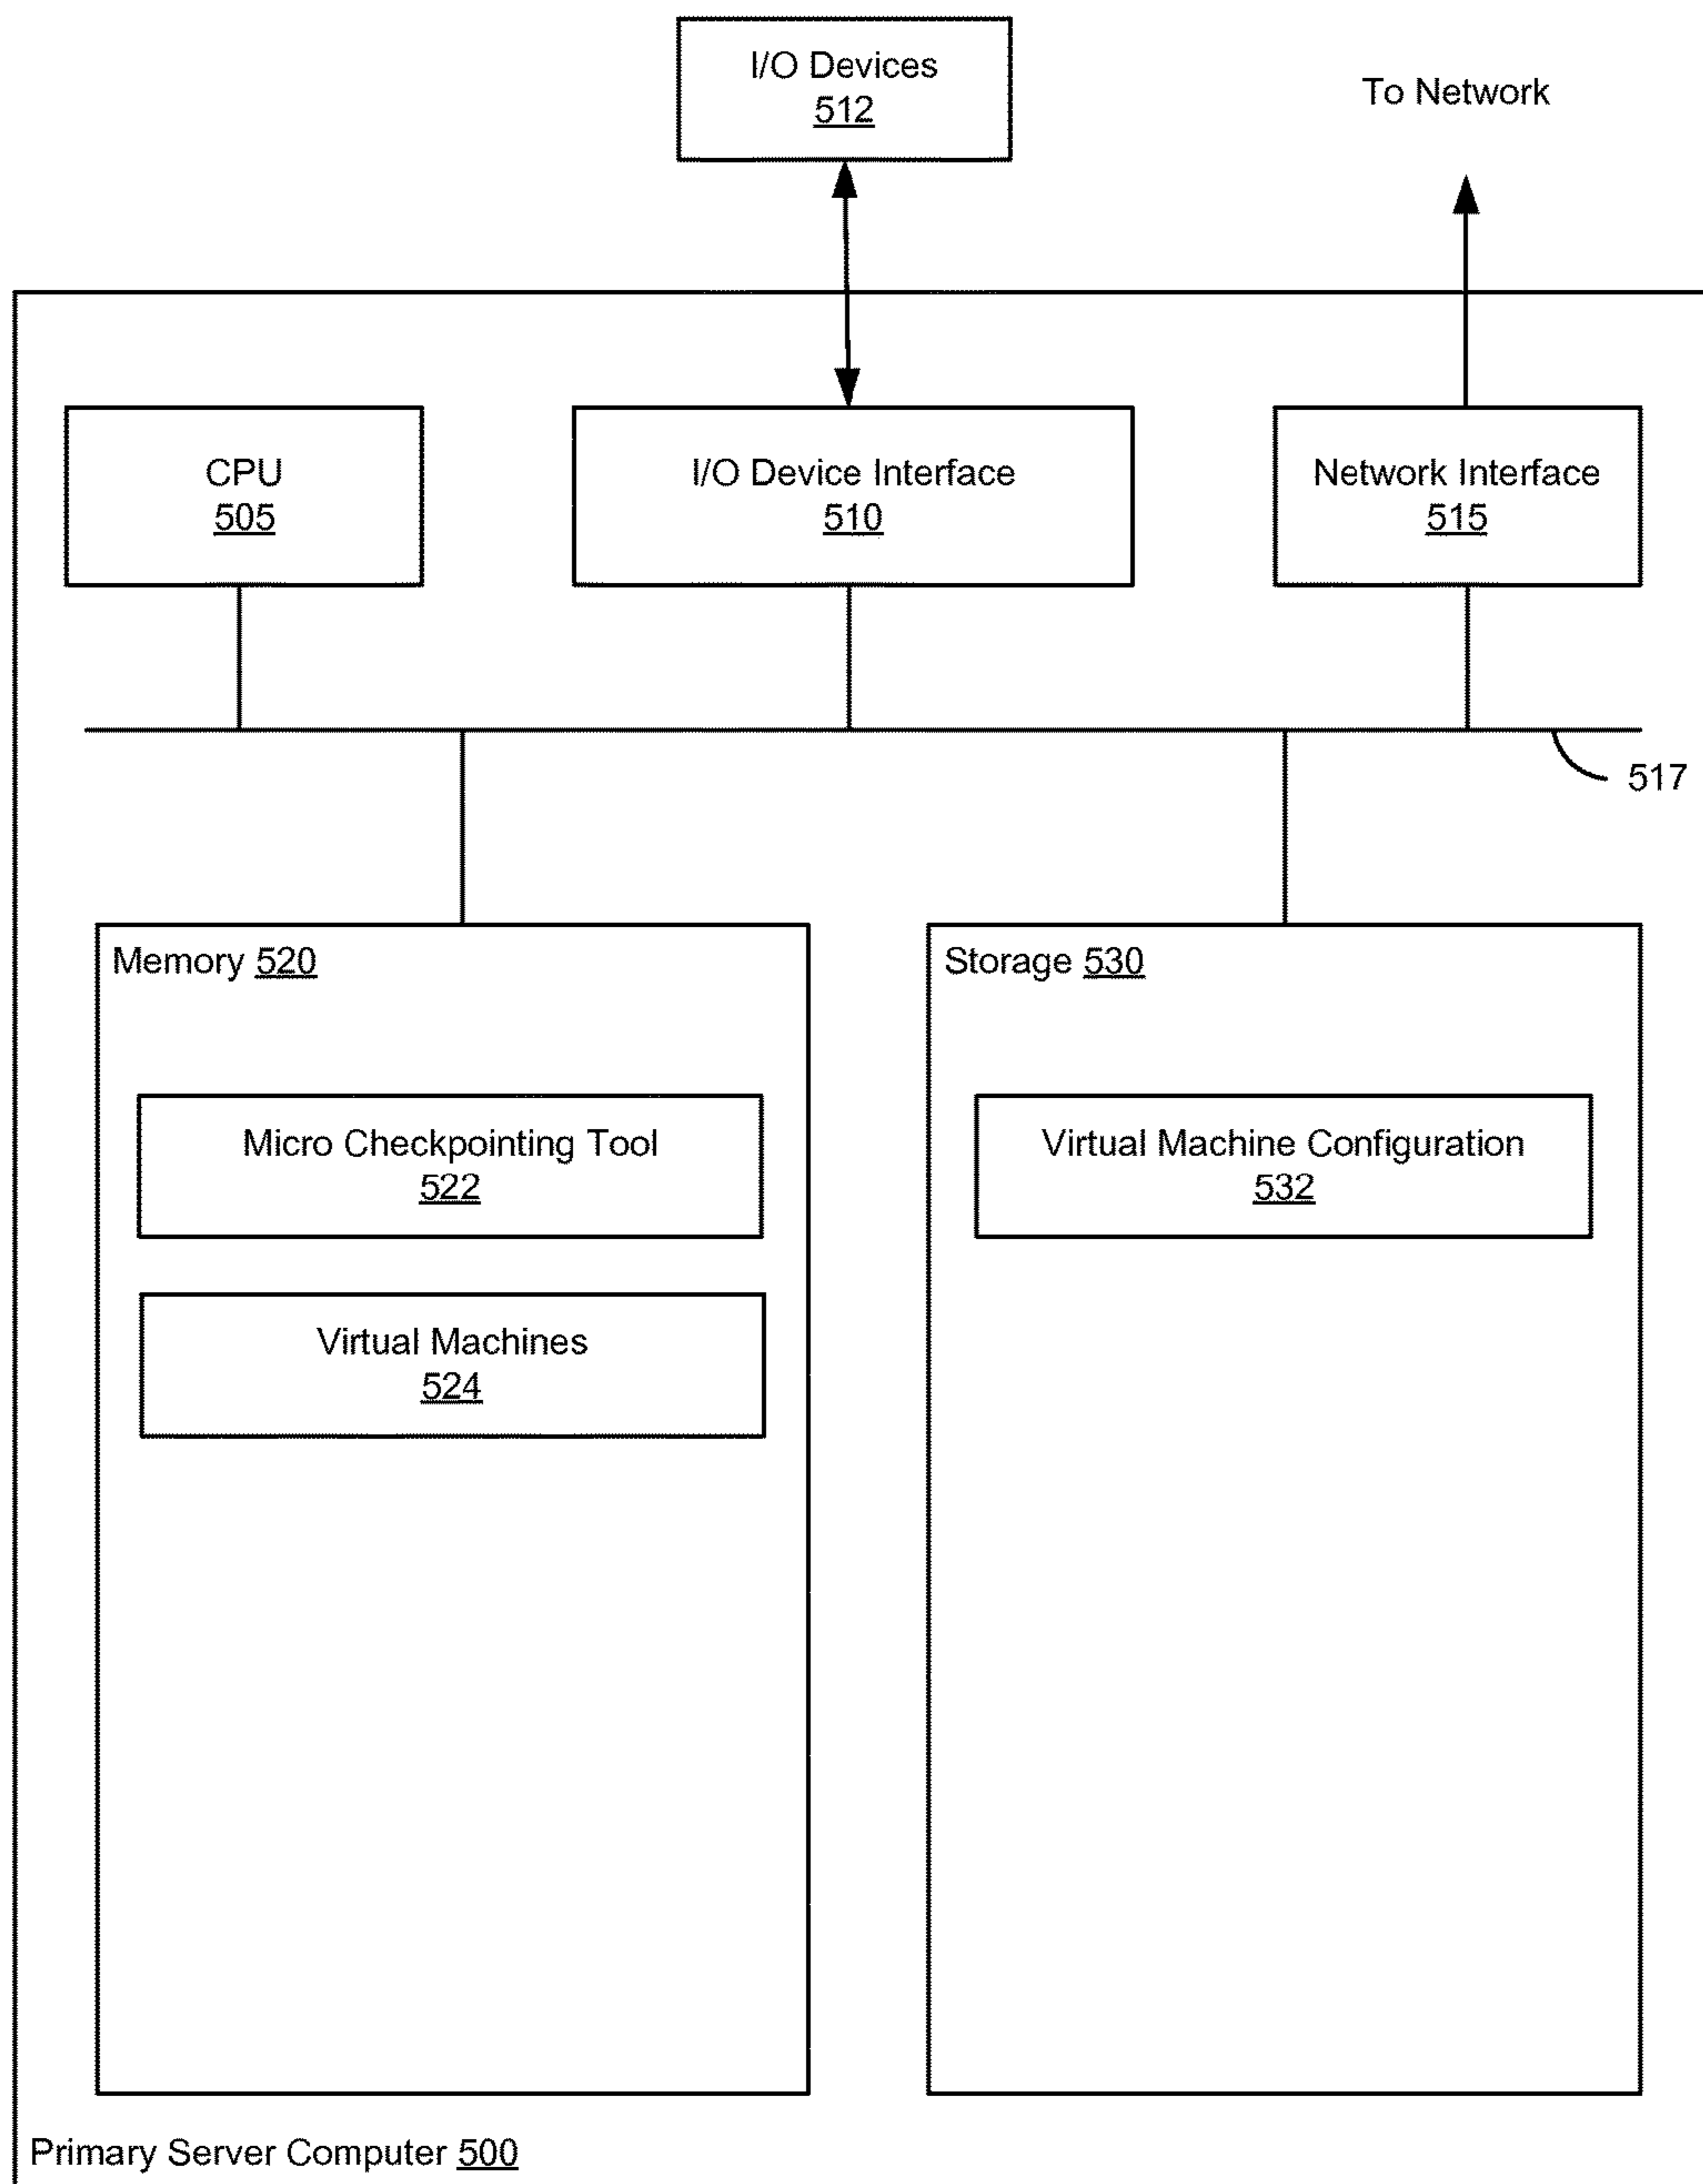 I/O Devices
512
To Network
CPU
505
I/O Device Interface
510
Network Interface
515
517
Memory 520
Storage 530
Micro Checkpointing Tool
522
Virtual Machine Configuration
532
Virtual Machines
524
Primary Server Computer 500